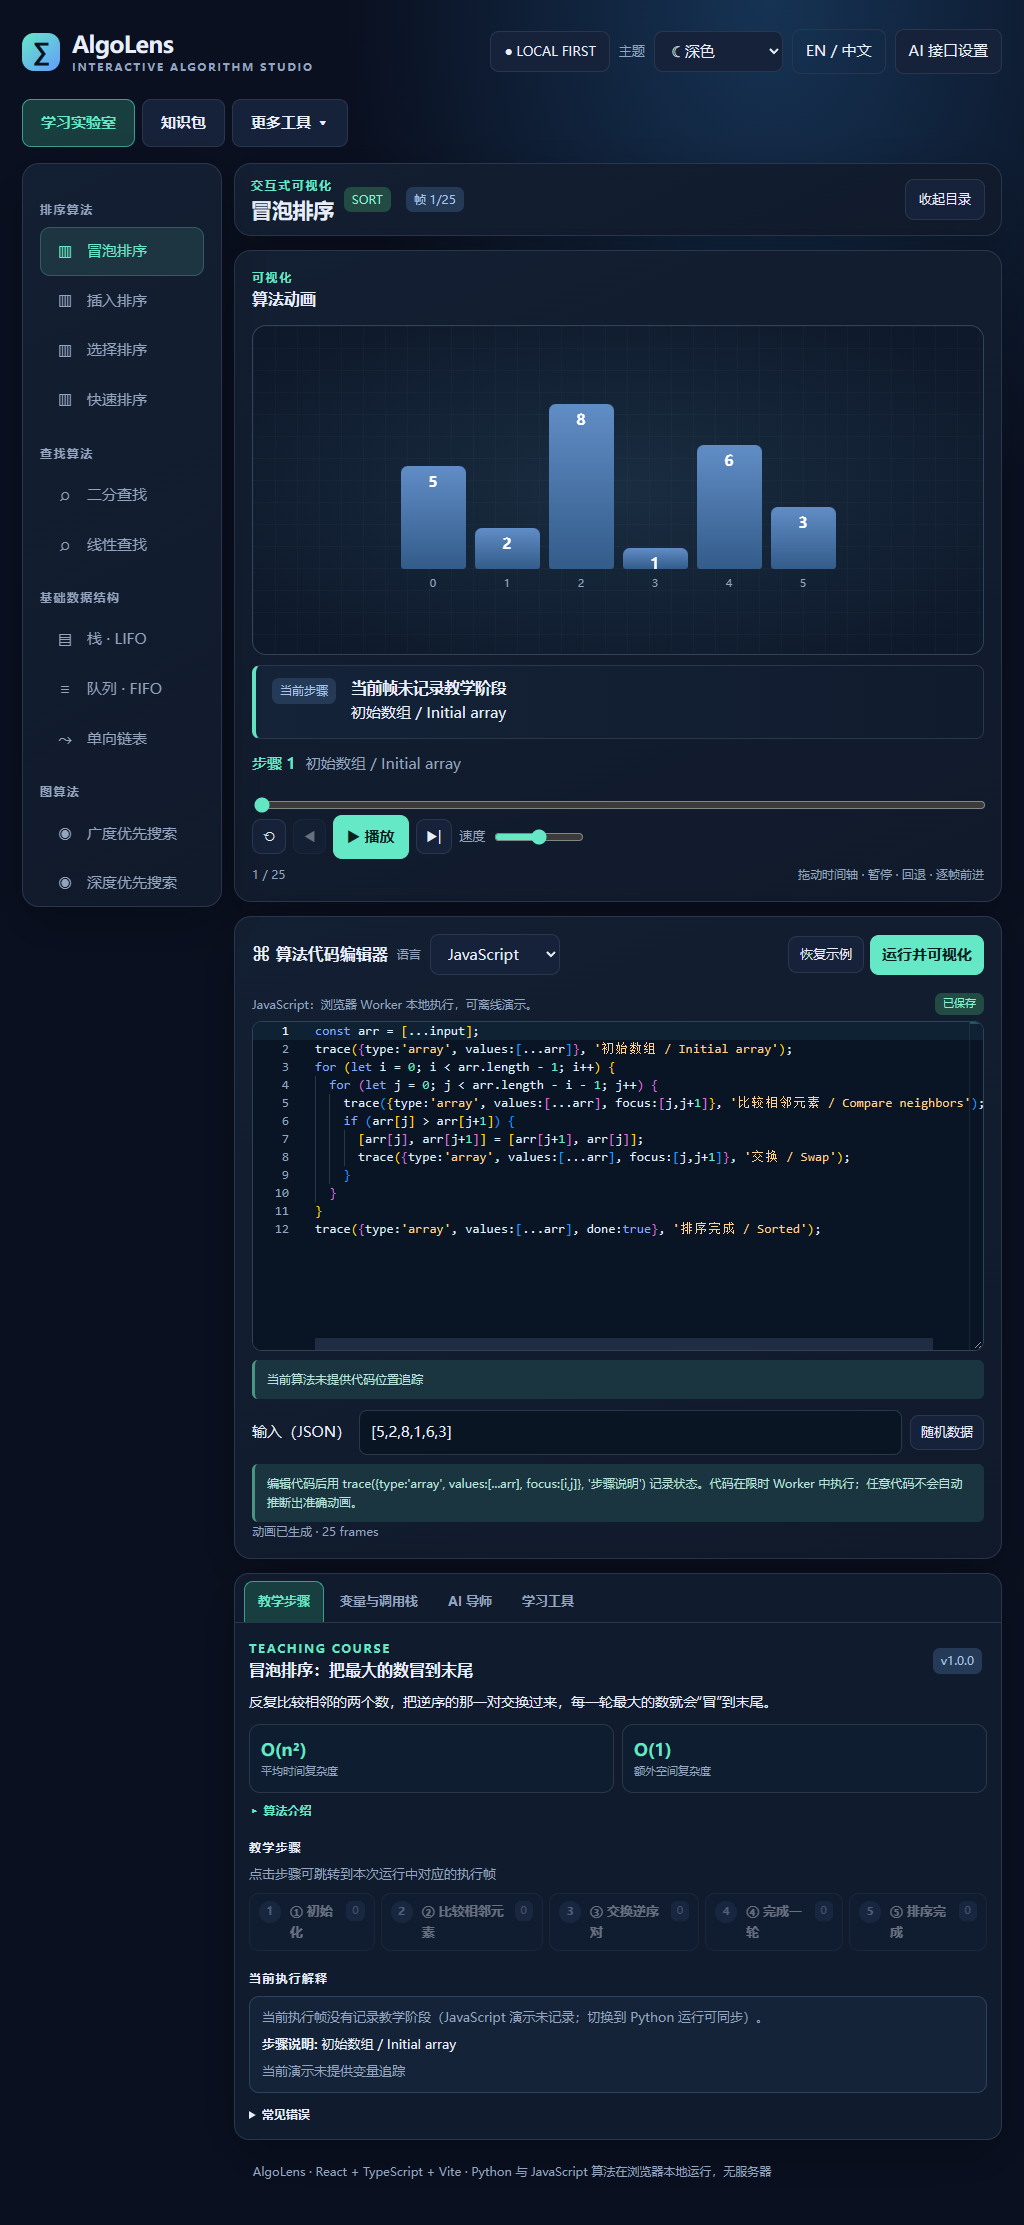 ∑
AlgoLens
INTERACTIVE ALGORITHM STUDIO
● LOCAL FIRST
主题
☾ 深色
EN / 中文
AI 接口设置
学习实验室
知识包
更多工具 ▾
排序算法
冒泡排序
插入排序
选择排序
快速排序
查找算法
二分查找
线性查找
基础数据结构
栈 · LIFO
队列 · FIFO
单向链表
图算法
广度优先搜索
深度优先搜索
交互式可视化
冒泡排序
SORT
帧 1/25
收起目录
可视化
算法动画
5
2
8
1
6
3
0
1
2
3
4
5
当前步骤
当前帧未记录教学阶段
初始数组 / Initial array
步骤 1 初始数组 / Initial array
▶ 播放
速度
1 / 25
拖动时间轴 · 暂停 · 回退 · 逐帧前进
⌘ 算法代码编辑器
语言
JavaScript
恢复示例
运行并可视化
JavaScript：浏览器 Worker 本地执行，可离线演示。
已保存
1 const arr = [...input];
2 trace({type:'array', values:[...arr]}, '初始数组 / Initial array');
3 for (let i = 0; i < arr.length - 1; i++) {
4 for (let j = 0; j < arr.length - i - 1; j++) {
5 trace({type:'array', values:[...arr], focus:[j,j+1]}, '比较相邻元素 / Compare neighbors');
6 if (arr[j] > arr[j+1]) {
7 [arr[j], arr[j+1]] = [arr[j+1], arr[j]];
8 trace({type:'array', values:[...arr], focus:[j,j+1]}, '交换 / Swap');
9 }
10 }
11 }
12 trace({type:'array', values:[...arr], done:true}, '排序完成 / Sorted');
当前算法未提供代码位置追踪
输入（JSON）
[5,2,8,1,6,3]
随机数据
编辑代码后用 trace({type:'array', values:[...arr], focus:[i,j]}, '步骤说明') 记录状态。代码在限时 Worker 中执行；任意代码不会自动
推断出准确动画。
动画已生成 · 25 frames
教学步骤
变量与调用栈
AI 导师
学习工具
TEACHING COURSE
冒泡排序：把最大的数冒到末尾
v1.0.0
反复比较相邻的两个数，把逆序的那一对交换过来，每一轮最大的数就会“冒”到末尾。
O(n²)
平均时间复杂度
O(1)
额外空间复杂度
▸ 算法介绍
教学步骤
点击步骤可跳转到本次运行中对应的执行帧
1 ① 初始化 0
2 ② 比较相邻元素 0
3 ③ 交换逆序对 0
4 ④ 完成一轮 0
5 ⑤ 排序完成 0
当前执行解释
当前执行帧没有记录教学阶段（JavaScript 演示未记录；切换到 Python 运行可同步）。
步骤说明: 初始数组 / Initial array
当前演示未提供变量追踪
▶ 常见错误
AlgoLens · React + TypeScript + Vite · Python 与 JavaScript 算法在浏览器本地运行，无服务器